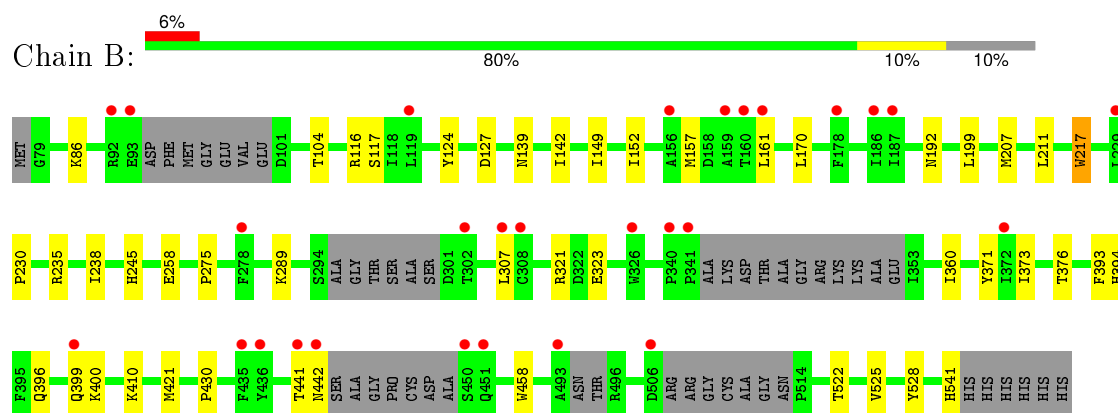 6%
Chain B:
80% 10% 10%
MET G79 K86 R92 E93 ASP PHE MET GLY GLU VAL GLU D101 T104 R116 S117 I118 L119 Y124 D127 N139 I142 I149 I152 A156 M157 D158 A159 T160 L161 L170 F178 I186 I187 N192 L199 M207 L211 W217 L229
P230 R235 I238 H245 E258 P275 F278 K289 S294 ALA GLY THR SER ALA SER D301 T302 L307 C308 R321 D322 E323 W326 P340 P341 ALA LYS ASP THR ALA GLY ARG LYS LYS ALA GLU I353 I360 Y371 I372 I373 T376 F393 H394
F395 Q396 Q399 K400 K410 M421 P430 F435 Y436 T441 N442 SER ALA GLY PRO CYS ASP ALA S450 Q451 W458 A493 ASN THR R496 D506 ARG ARG GLY CYS ALA GLY ASN P514 T522 V525 Y528 H541 HIS HIS HIS HIS HIS HIS